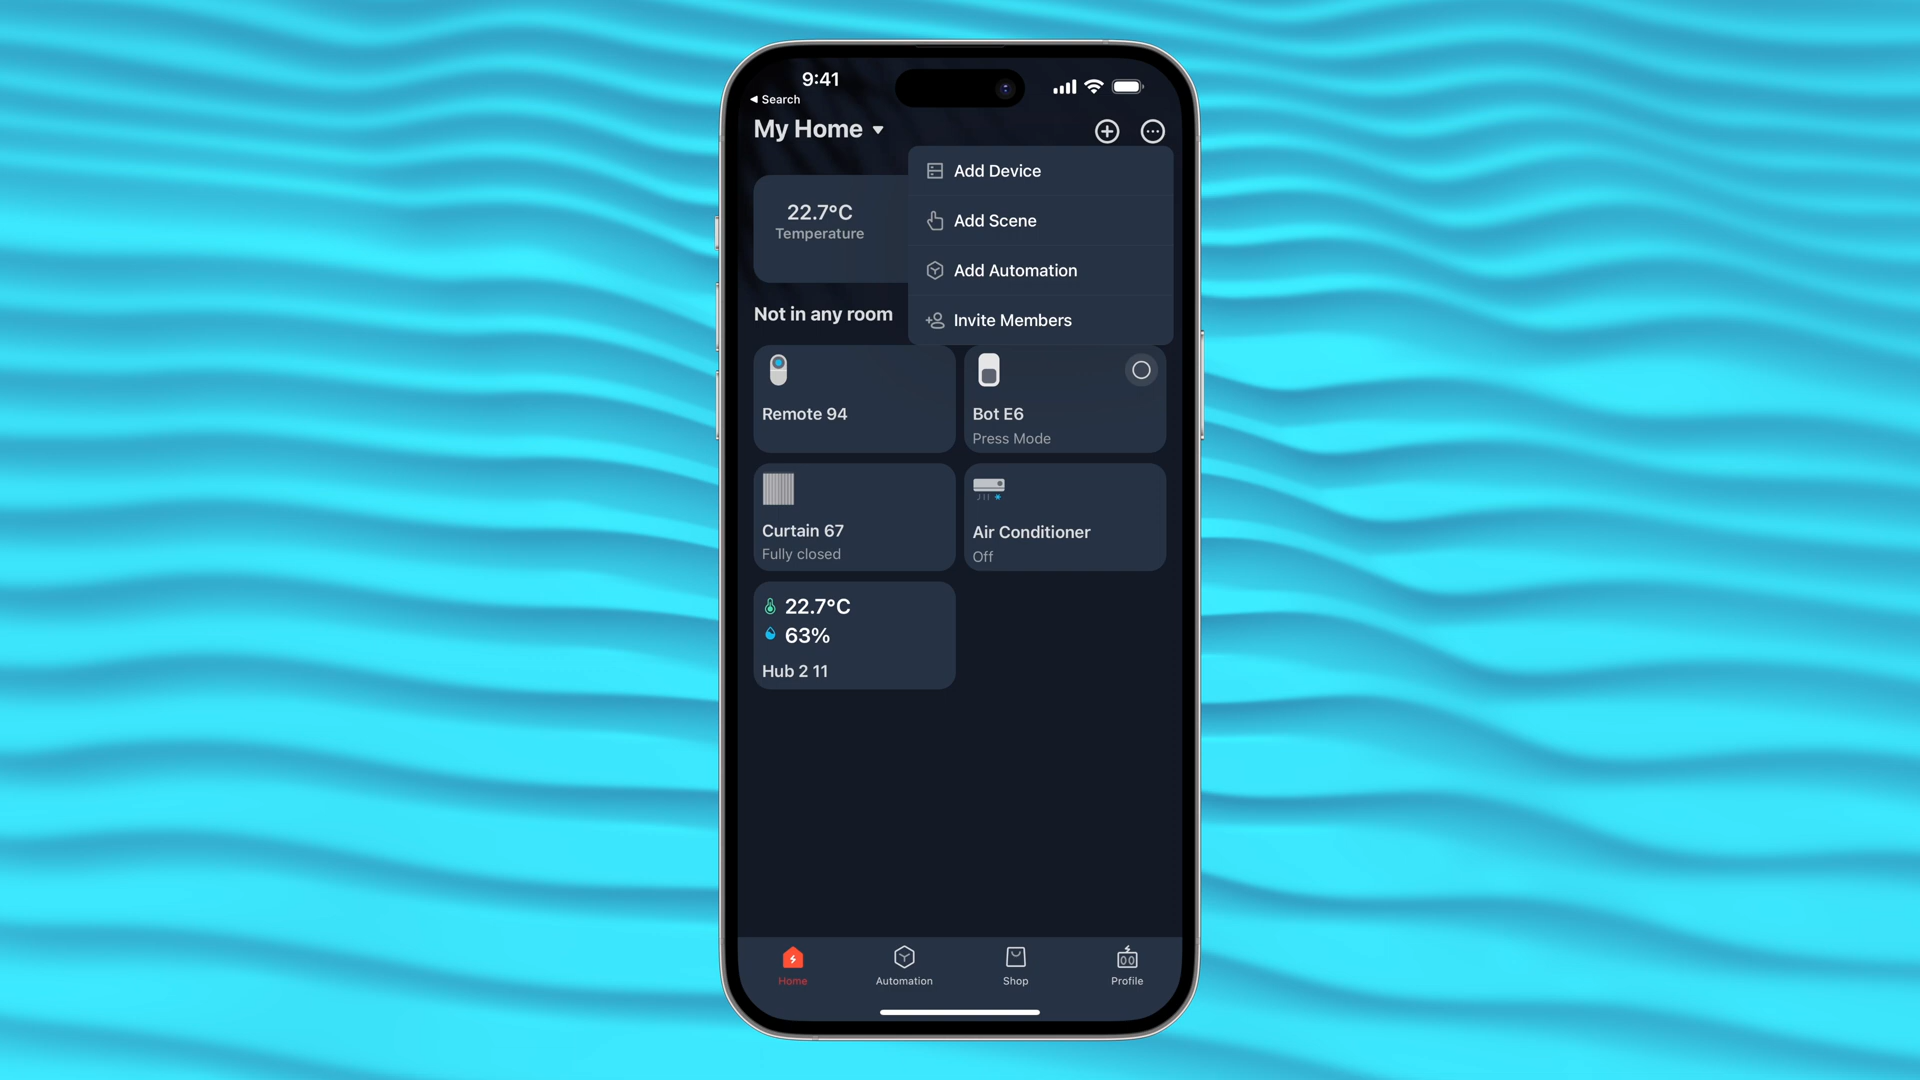 9:41
Search
My Home
Add Device
Add Scene
Add Automation
Invite Members
22.7°C
Temperature
Not in any room
Remote 94
Bot E6
Press Mode
Curtain 67
Fully closed
Air Conditioner
Off
22.7°C
63%
Hub 2 11
Home
Automation
Shop
Profile